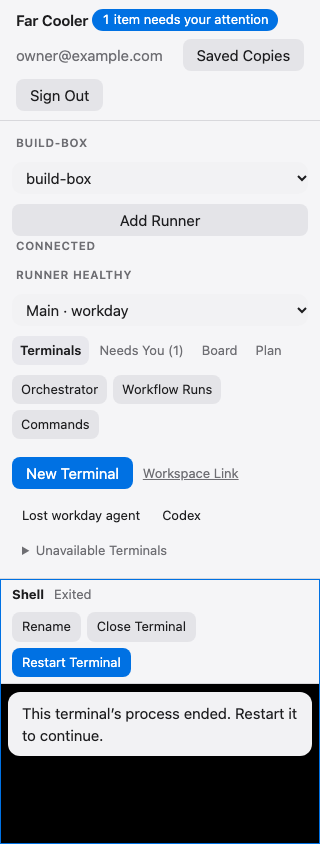 Far Cooler 1 item needs your attention
owner@example.com Saved Copies
Sign Out
BUILD-BOX
build-box
Add Runner
CONNECTED
RUNNER HEALTHY
Main · workday
Terminals Needs You (1) Board Plan
Orchestrator Workflow Runs
Commands
New Terminal Workspace Link
Lost workday agent Codex
Unavailable Terminals
Shell Exited
Rename Close Terminal
Restart Terminal
This terminal’s process ended. Restart it
to continue.